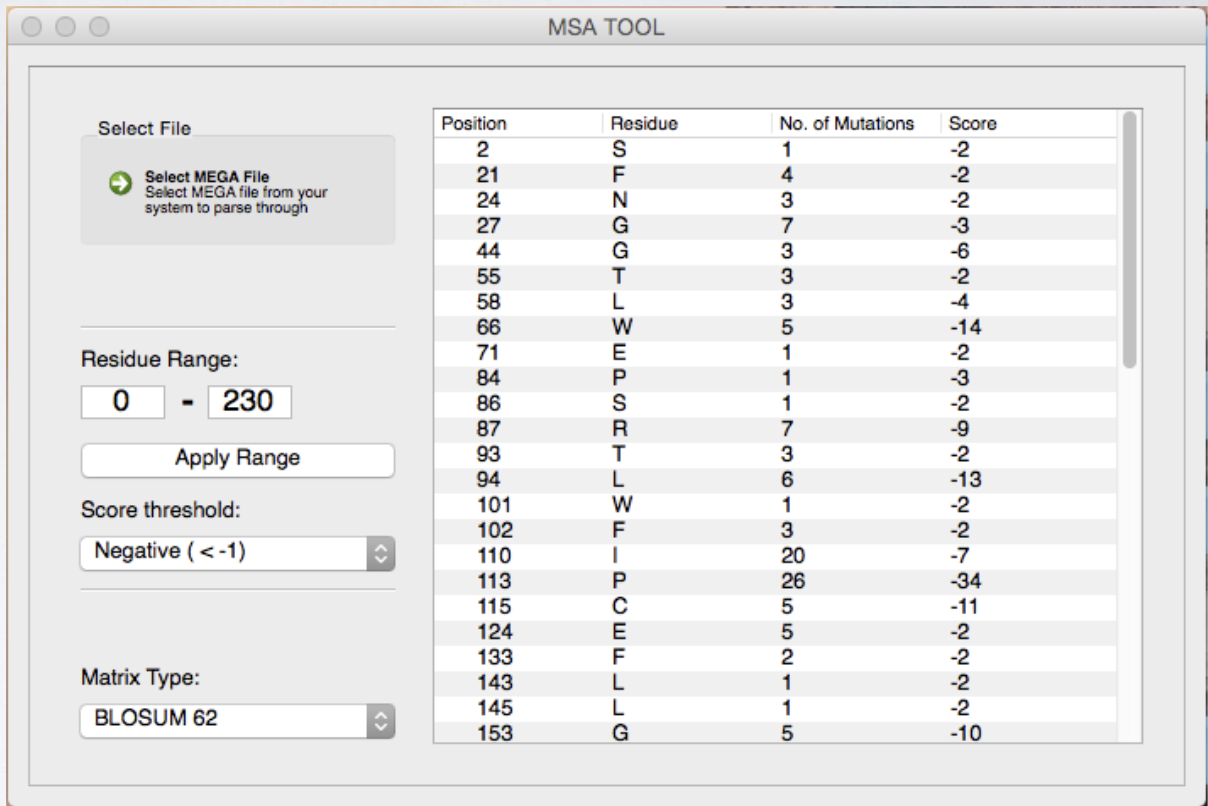 MSA TOOL
Select File
Select MEGA File
Select MEGA file from your
system to parse through
Residue Range:
0 - 230
Apply Range
Score threshold:
Negative ( < -1)
Matrix Type:
BLOSUM 62
Position Residue No. of Mutations Score
2 S 1 -2
21 F 4 -2
24 N 3 -2
27 G 7 -3
44 G 3 -6
55 T 3 -2
58 L 3 -4
66 W 5 -14
71 E 1 -2
84 P 1 -3
86 S 1 -2
87 R 7 -9
93 T 3 -2
94 L 6 -13
101 W 1 -2
102 F 3 -2
110 I 20 -7
113 P 26 -34
115 C 5 -11
124 E 5 -2
133 F 2 -2
143 L 1 -2
145 L 1 -2
153 G 5 -10